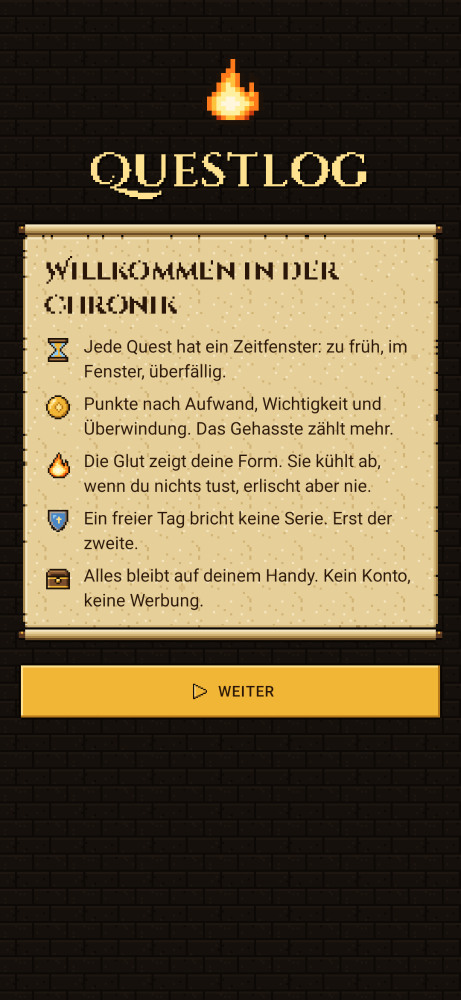 QUESTLOG
WILLKOMMEN IN DER
CHRONIK
Jede Quest hat ein Zeitfenster: zu früh, im
Fenster, überfällig.
Punkte nach Aufwand, Wichtigkeit und
Überwindung. Das Gehasste zählt mehr.
Die Glut zeigt deine Form. Sie kühlt ab,
wenn du nichts tust, erlischt aber nie.
Ein freier Tag bricht keine Serie. Erst der
zweite.
Alles bleibt auf deinem Handy. Kein Konto,
keine Werbung.
WEITER